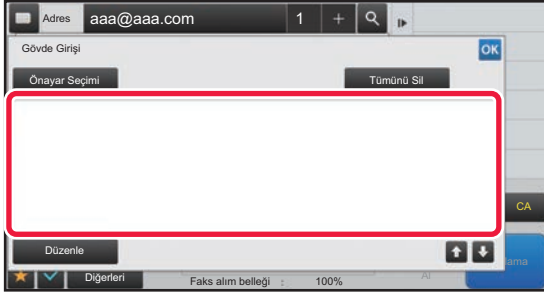 Adres aaa@aaa.com 1 +
Gövde Girişi OK
Önayar Seçimi Tümünü Sil
CA
Düzenle
Diğerleri Faks alım belleği : 100%